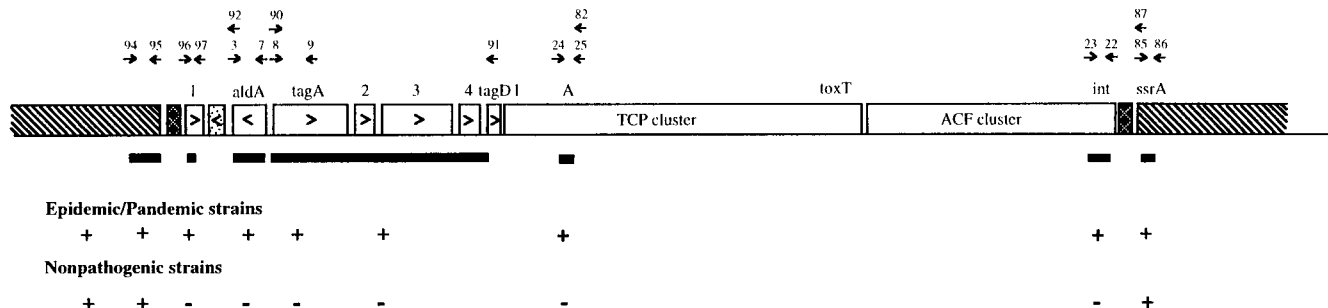 92 90 82 87
94 95 96 97 3 7 8 9 91 24 25 23 22 85 86
1 aldA tagA 2 3 4 tagD I A toxT int ssrA
> < < > > > > > TCP cluster ACF cluster
Epidemic/Pandemic strains
+ + + + + + + + +
Nonpathogenic strains
+ + - - - - - - +